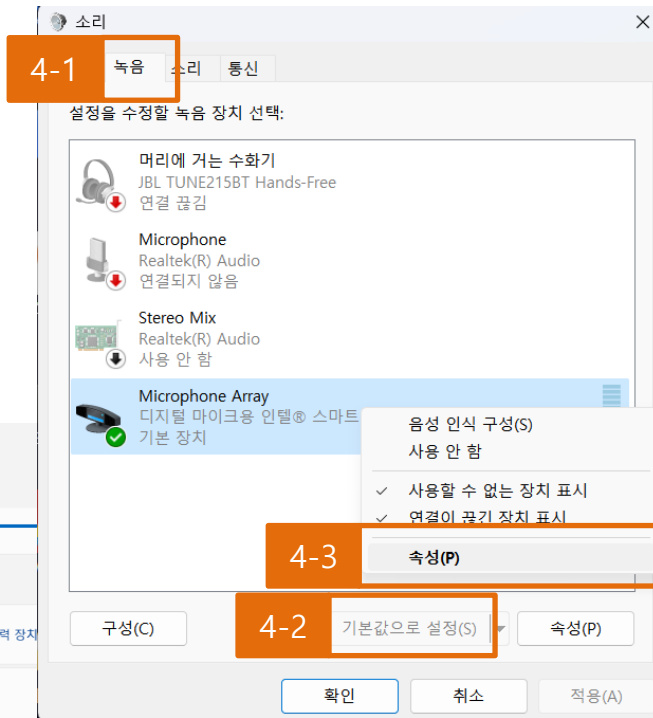 소리
4-1
녹음 소리 통신
설정을 수정할 녹음 장치 선택:
머리에 거는 수화기
JBL TUNE215BT Hands-Free
연결 끊김
Microphone
Realtek(R) Audio
연결되지 않음
Stereo Mix
Realtek(R) Audio
사용 안 함
Microphone Array
디지털 마이크용 인텔® 스마트
기본 장치
음성 인식 구성(S)
사용 안 함
사용할 수 없는 장치 표시
연결이 끊긴 장치 표시
4-3 속성(P)
력 장치
구성(C) 4-2 기본값으로 설정(S) 속성(P)
확인 취소 적용(A)